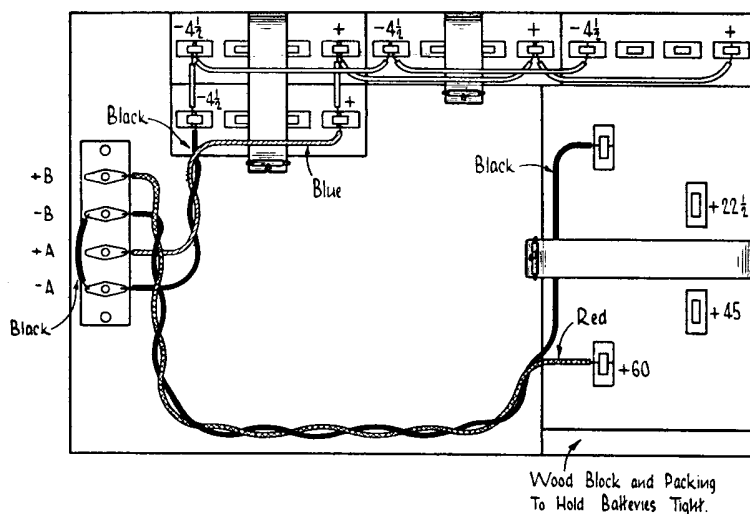 -4½ + -4½ + -4½ +
-4½ +
Black
Blue
Black
+B
-B
+A
-A
Black
+22½
+45
Red
+60
Wood Block and Packing
To Hold Batteries Tight.